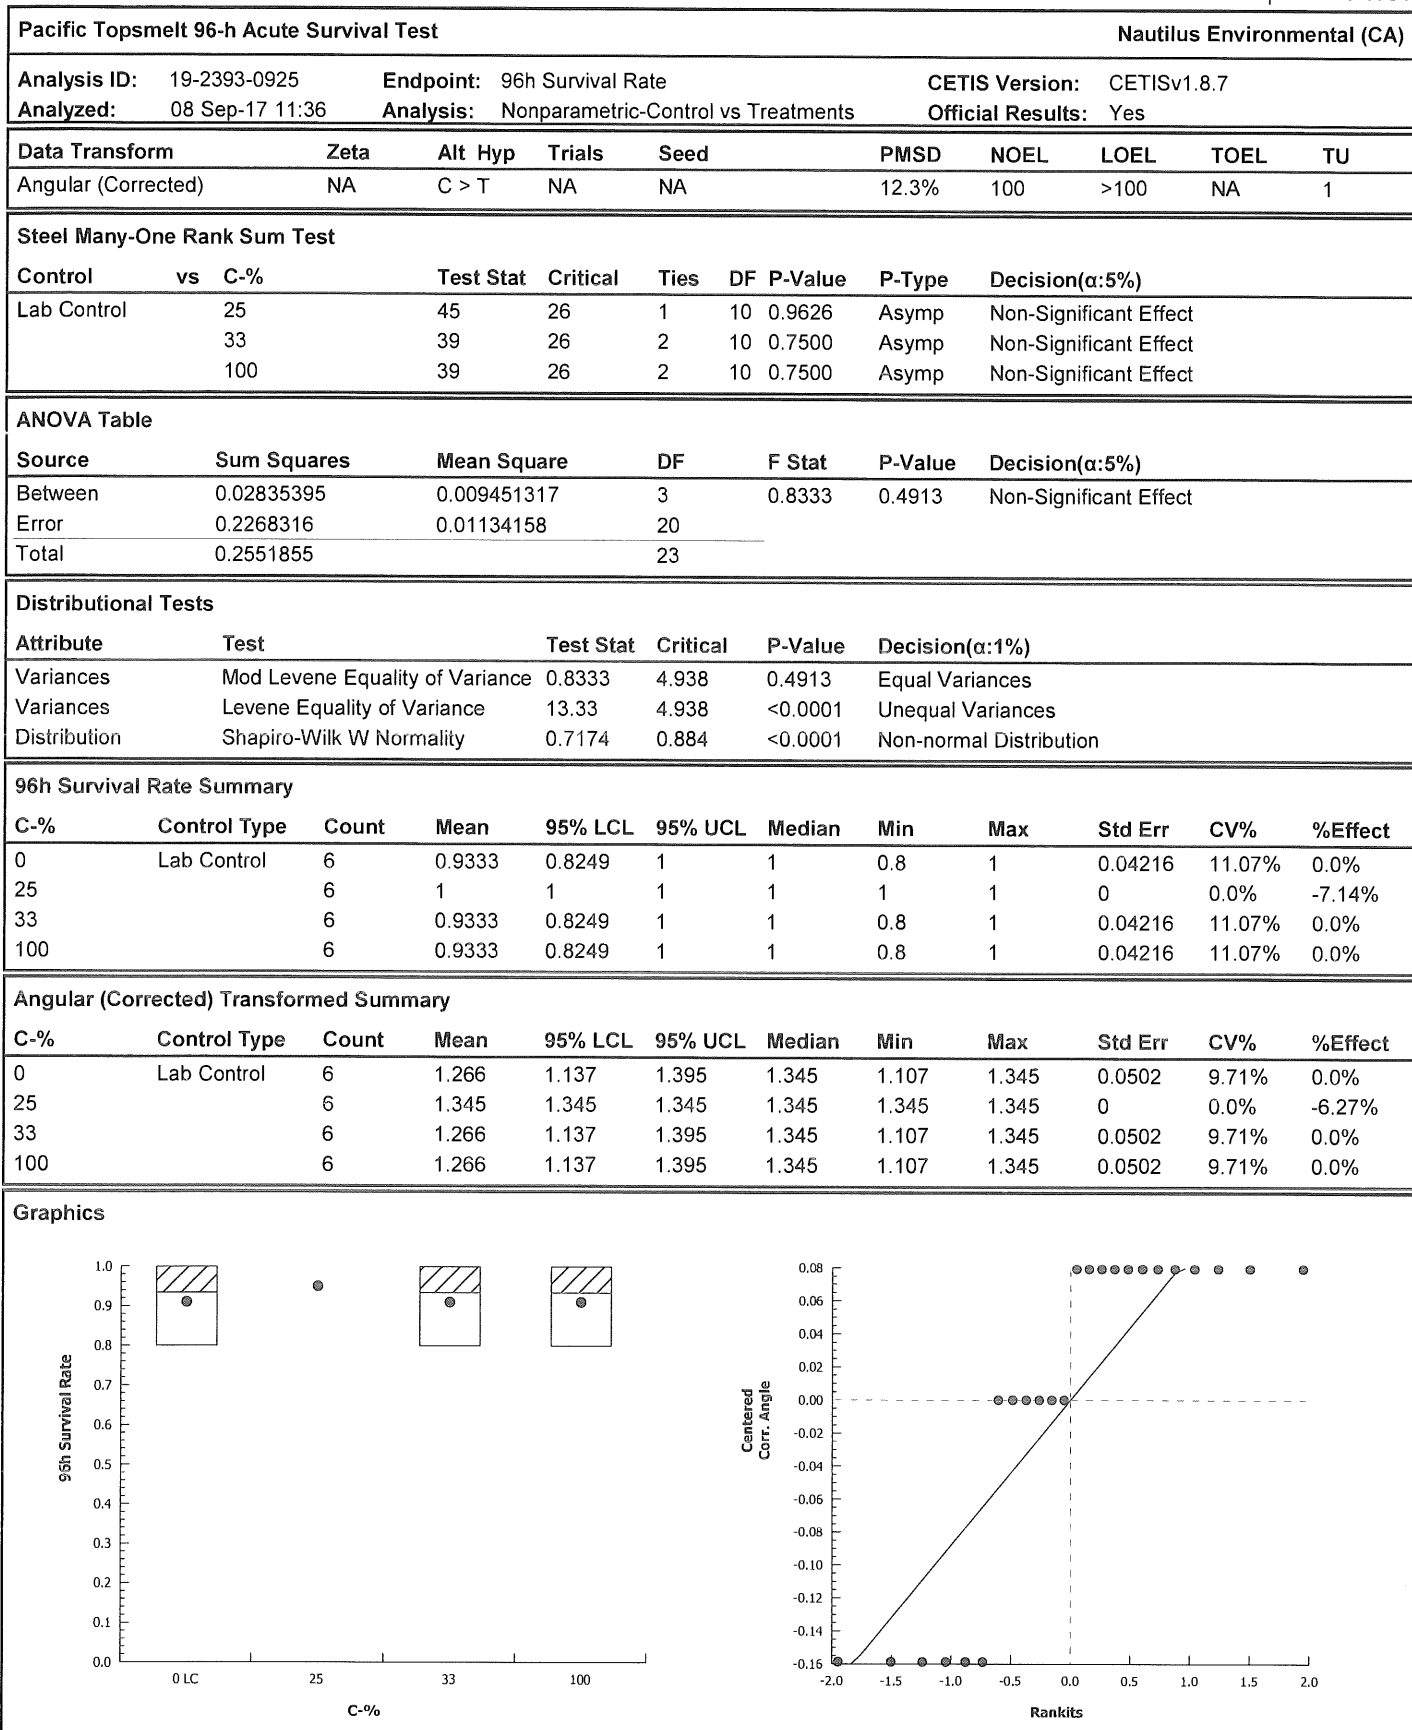 Pacific Topsmelt 96-h Acute Survival Test Nautilus Environmental (CA)
Analysis ID: 19-2393-0925 Endpoint: 96h Survival Rate CETIS Version: CETISv1.8.7
Analyzed: 08 Sep-17 11:36 Analysis: Nonparametric-Control vs Treatments Official Results: Yes
Data Transform Zeta Alt Hyp Trials Seed PMSD NOEL LOEL TOEL TU
Angular (Corrected) NA C > T NA NA 12.3% 100 >100 NA 1
Steel Many-One Rank Sum Test
Control vs C-% Test Stat Critical Ties DF P-Value P-Type Decision(α:5%)
Lab Control 25 45 26 1 10 0.9626 Asymp Non-Significant Effect
33 39 26 2 10 0.7500 Asymp Non-Significant Effect
100 39 26 2 10 0.7500 Asymp Non-Significant Effect
ANOVA Table
Source Sum Squares Mean Square DF F Stat P-Value Decision(α:5%)
Between 0.02835395 0.009451317 3 0.8333 0.4913 Non-Significant Effect
Error 0.2268316 0.01134158 20
Total 0.2551855 23
Distributional Tests
Attribute Test Test Stat Critical P-Value Decision(α:1%)
Variances Mod Levene Equality of Variance 0.8333 4.938 0.4913 Equal Variances
Variances Levene Equality of Variance 13.33 4.938 <0.0001 Unequal Variances
Distribution Shapiro-Wilk W Normality 0.7174 0.884 <0.0001 Non-normal Distribution
96h Survival Rate Summary
C-% Control Type Count Mean 95% LCL 95% UCL Median Min Max Std Err CV% %Effect
0 Lab Control 6 0.9333 0.8249 1 1 0.8 1 0.04216 11.07% 0.0%
25 6 1 1 1 1 1 1 0 0.0% -7.14%
33 6 0.9333 0.8249 1 1 0.8 1 0.04216 11.07% 0.0%
100 6 0.9333 0.8249 1 1 0.8 1 0.04216 11.07% 0.0%
Angular (Corrected) Transformed Summary
C-% Control Type Count Mean 95% LCL 95% UCL Median Min Max Std Err CV% %Effect
0 Lab Control 6 1.266 1.137 1.395 1.345 1.107 1.345 0.0502 9.71% 0.0%
25 6 1.345 1.345 1.345 1.345 1.345 1.345 0 0.0% -6.27%
33 6 1.266 1.137 1.395 1.345 1.107 1.345 0.0502 9.71% 0.0%
100 6 1.266 1.137 1.395 1.345 1.107 1.345 0.0502 9.71% 0.0%
Graphics
96h Survival Rate
1.0
0.9
0.8
0.7
0.6
0.5
0.4
0.3
0.2
0.1
0.0
0 LC 25 33 100
C-%
Centered
Corr. Angle
0.08
0.06
0.04
0.02
0.00
-0.02
-0.04
-0.06
-0.08
-0.10
-0.12
-0.14
-0.16
-2.0 -1.5 -1.0 -0.5 0.0 0.5 1.0 1.5 2.0
Rankits